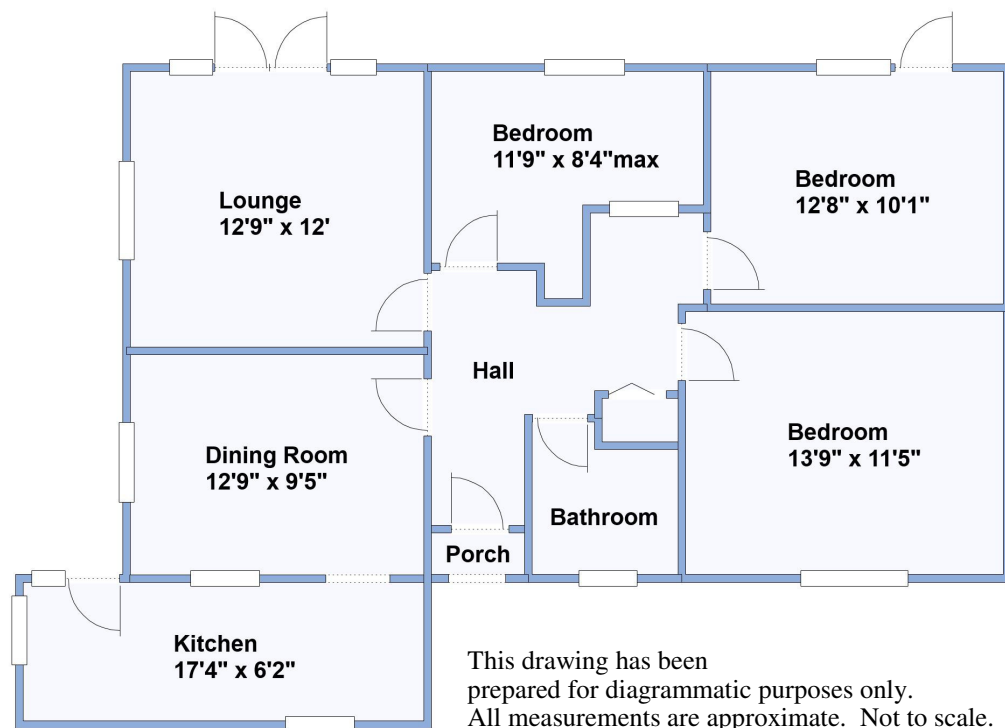 Bedroom
11'9" x 8'4"max
Bedroom
12'8" x 10'1"
Lounge
12'9" x 12'
Hall
Bedroom
13'9" x 11'5"
Dining Room
12'9" x 9'5"
Bathroom
Porch
Kitchen
17'4" x 6'2"
This drawing has been
prepared for diagrammatic purposes only.
All measurements are approximate.  Not to scale.